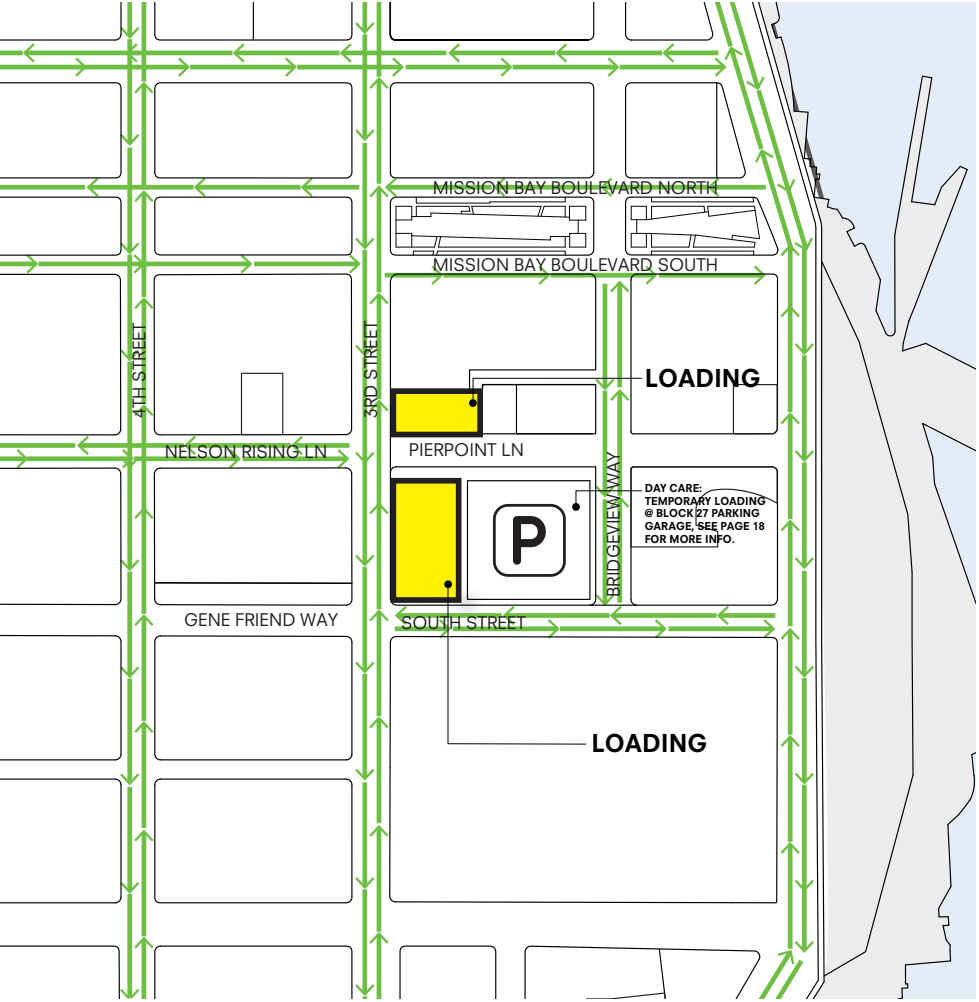 MISSION BAY BOULEVARD NORTH
MISSION BAY BOULEVARD SOUTH
4TH STREET
3RD STREET
LOADING
NELSON RISING LN
PIERPOINT LN
BRIDGEVIEW WAY
DAY CARE:
TEMPORARY LOADING
@ BLOCK 27 PARKING
GARAGE, SEE PAGE 18
FOR MORE INFO.
P
GENE FRIEND WAY
SOUTH STREET
LOADING